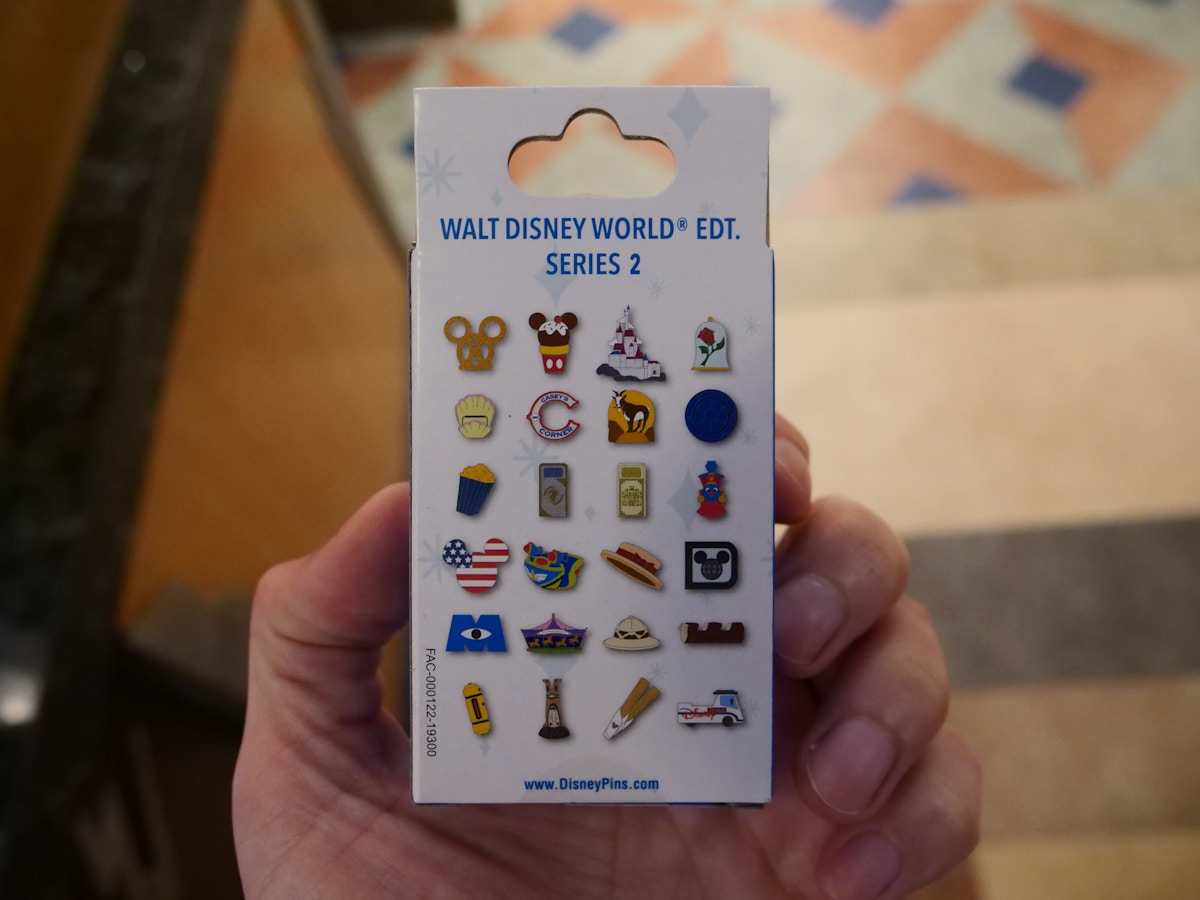 WALT DISNEY WORLD® EDT.
SERIES 2
CASEY'S
CORNER
FAC-000122-19300
www.DisneyPins.com